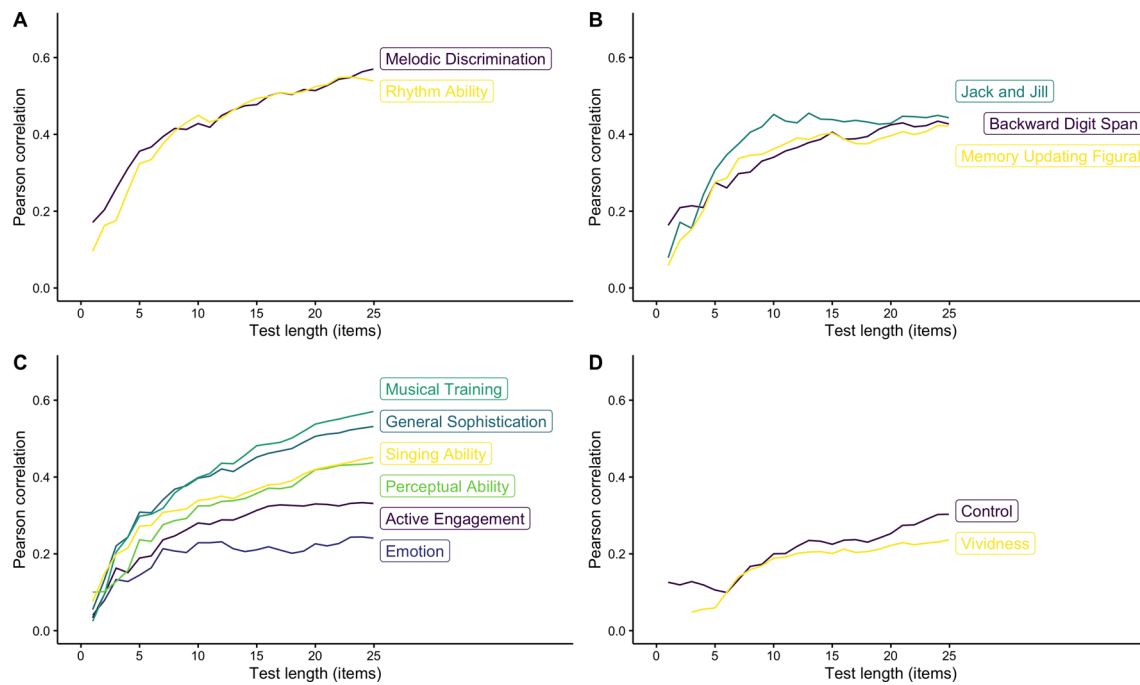 A
0.6
0.4
0.2
0.0
Pearson correlation
Melodic Discrimination
Rhythm Ability
0 5 10 15 20 25
Test length (items)
B
0.6
0.4
0.2
0.0
Pearson correlation
Jack and Jill
Backward Digit Span
Memory Updating Figural
0 5 10 15 20 25
Test length (items)
C
0.6
0.4
0.2
0.0
Pearson correlation
Musical Training
General Sophistication
Singing Ability
Perceptual Ability
Active Engagement
Emotion
0 5 10 15 20 25
Test length (items)
D
0.6
0.4
0.2
0.0
Pearson correlation
Control
Vividness
0 5 10 15 20 25
Test length (items)